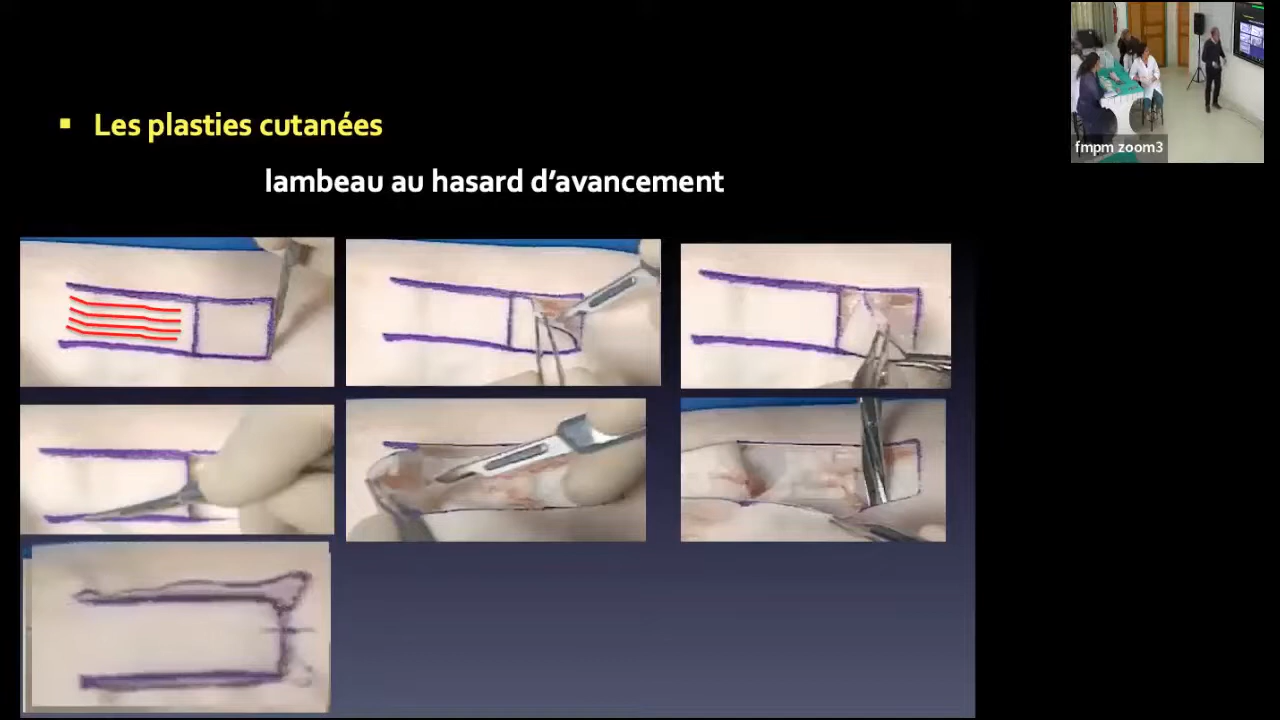 ▪ Les plasties cutanées
lambeau au hasard d’avancement
fmpm zoom3